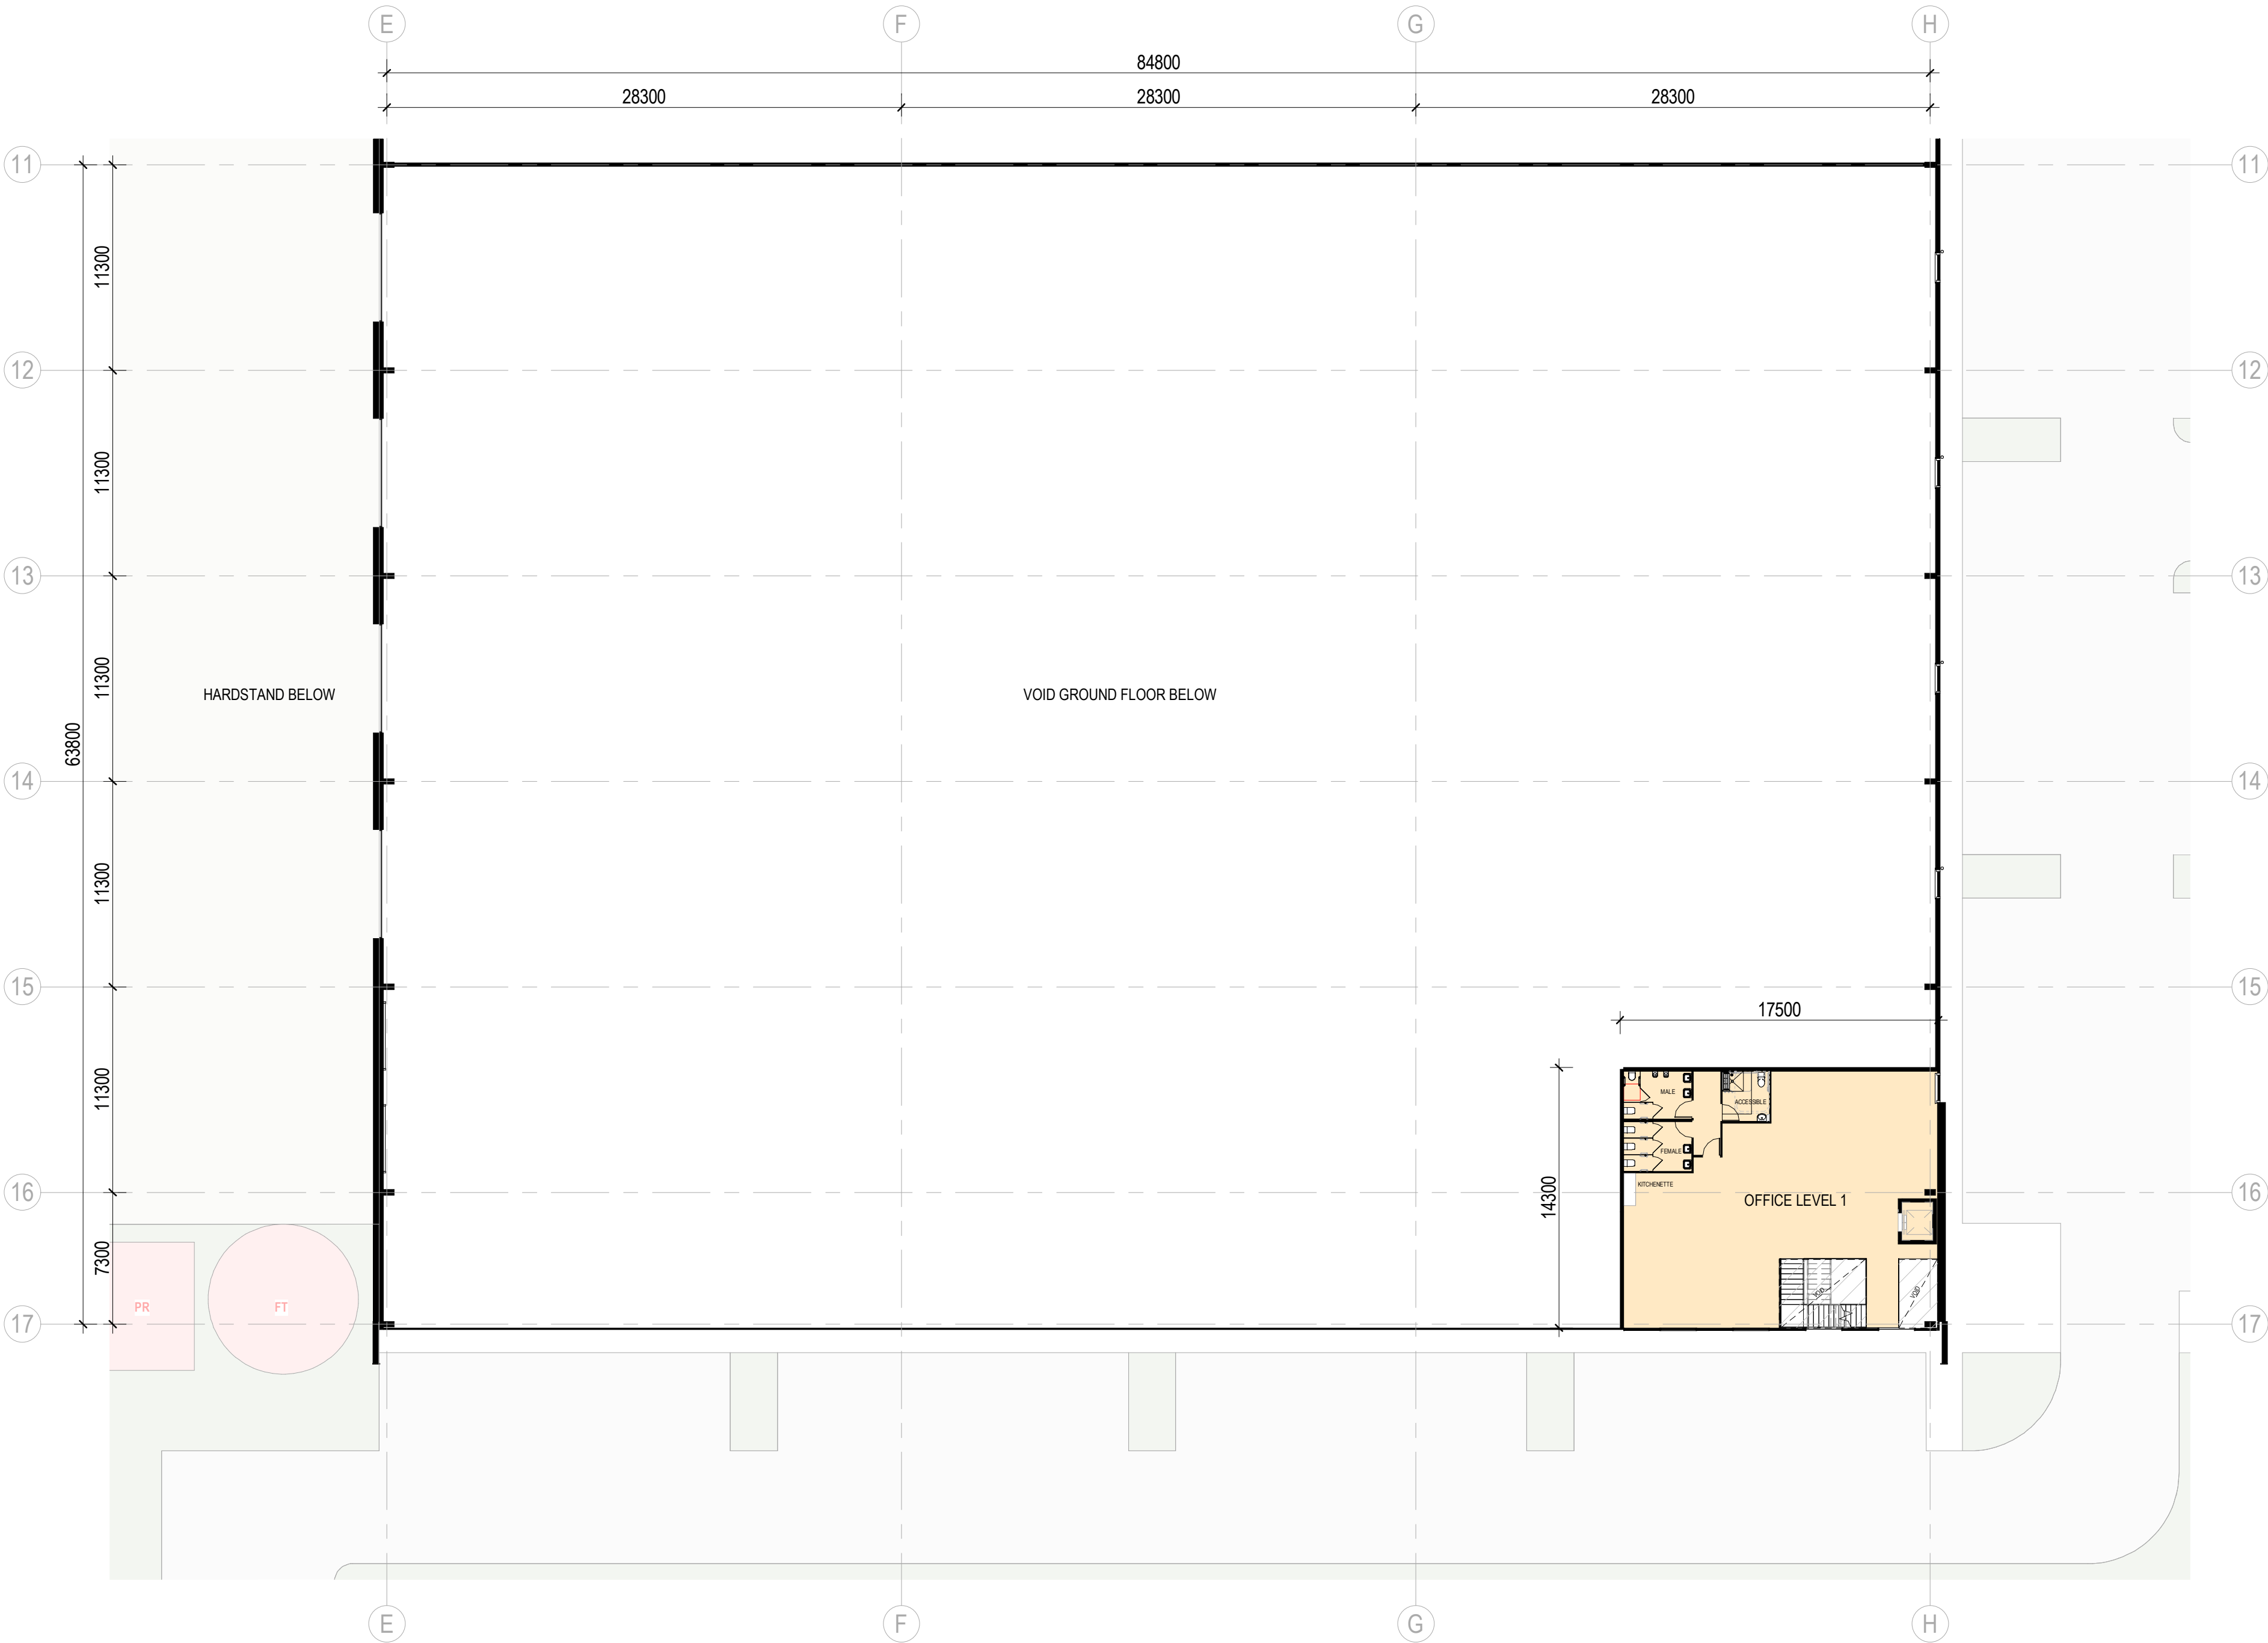 E F G H
84800
28300 28300 28300
11 11
11300
12 12
11300
13 13
11300
HARDSTAND BELOW VOID GROUND FLOOR BELOW
63800
14 14
11300
15 15
17500
11300
MALE
ACCESSIBLE
FEMALE
KITCHENETTE
16 16
14300
OFFICE LEVEL 1
7300
VOID VOID
PR FT
17 17
E F G H